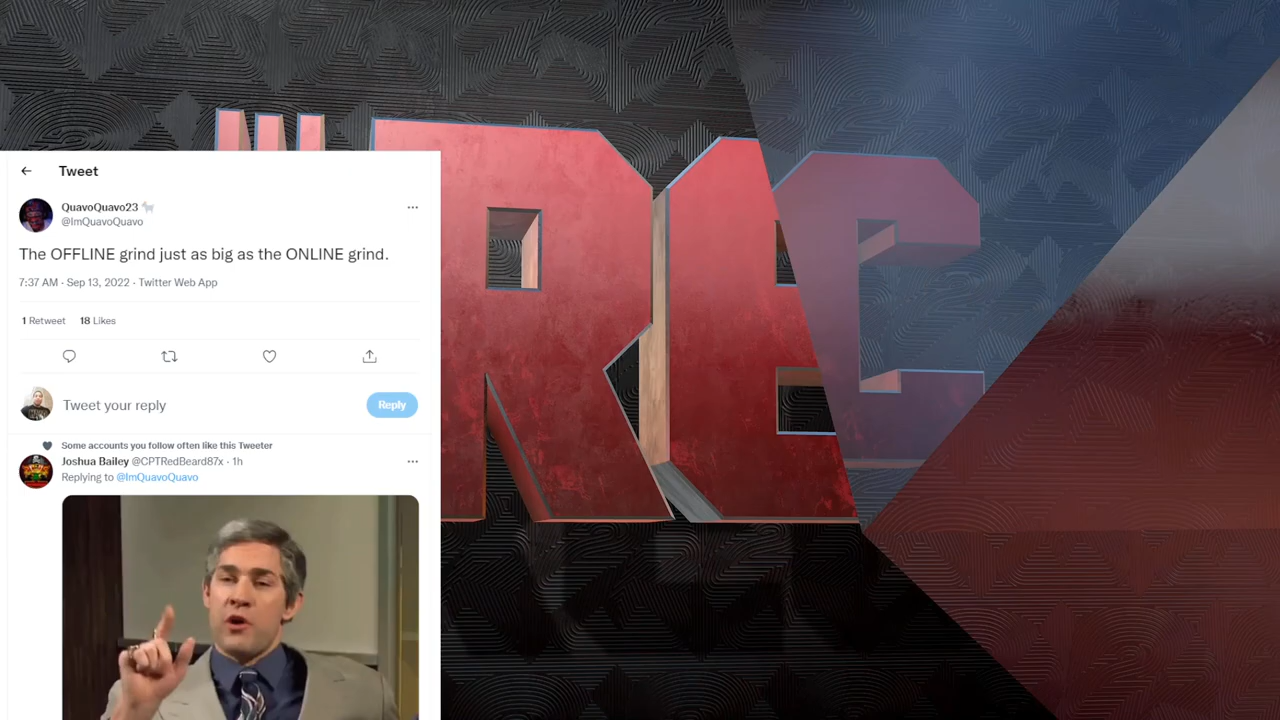 Tweet
QuavoQuavo23
@ImQuavoQuavo
The OFFLINE grind just as big as the ONLINE grind.
7:37 AM · Sep 13, 2022 · Twitter Web App
1 Retweet 18 Likes
Tweet your reply
Reply
Some accounts you follow often like this Tweeter
Joshua Bailey @CPTRedBeard87x · 1h
Replying to @ImQuavoQuavo